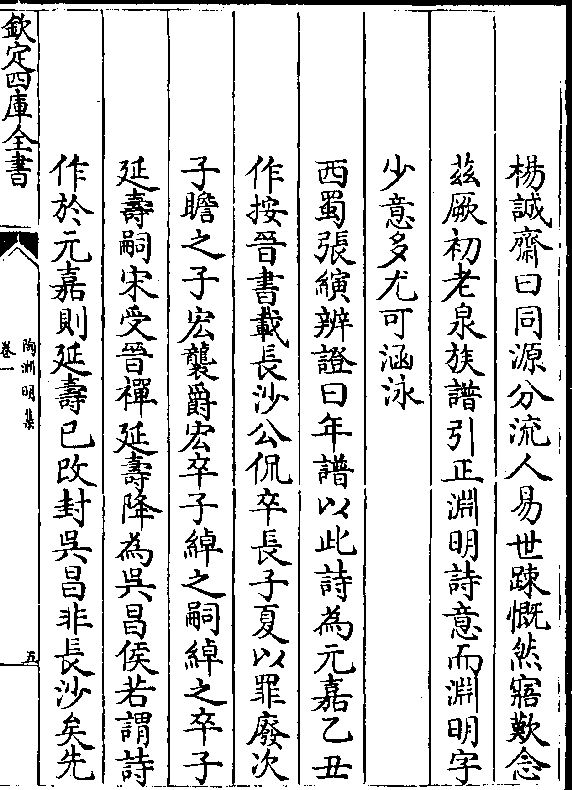 楊誠齋曰同源分流人易世踈慨然寤歎念
茲厥初老泉族譜引正淵明詩意而淵明字
少意多尤可涵泳
西蜀張縯辨證曰年譜以此詩為元嘉乙丑
作按晉書載長沙公侃卒長子夏以罪廢次
子瞻之子宏襲爵宏卒子綽之嗣綽之卒子
延壽嗣宋受晉禪延壽降為吳昌侯若謂詩
作於元嘉則延壽已改封吳昌非長沙矣先
欽定四庫全書
陶淵明集
卷一
五